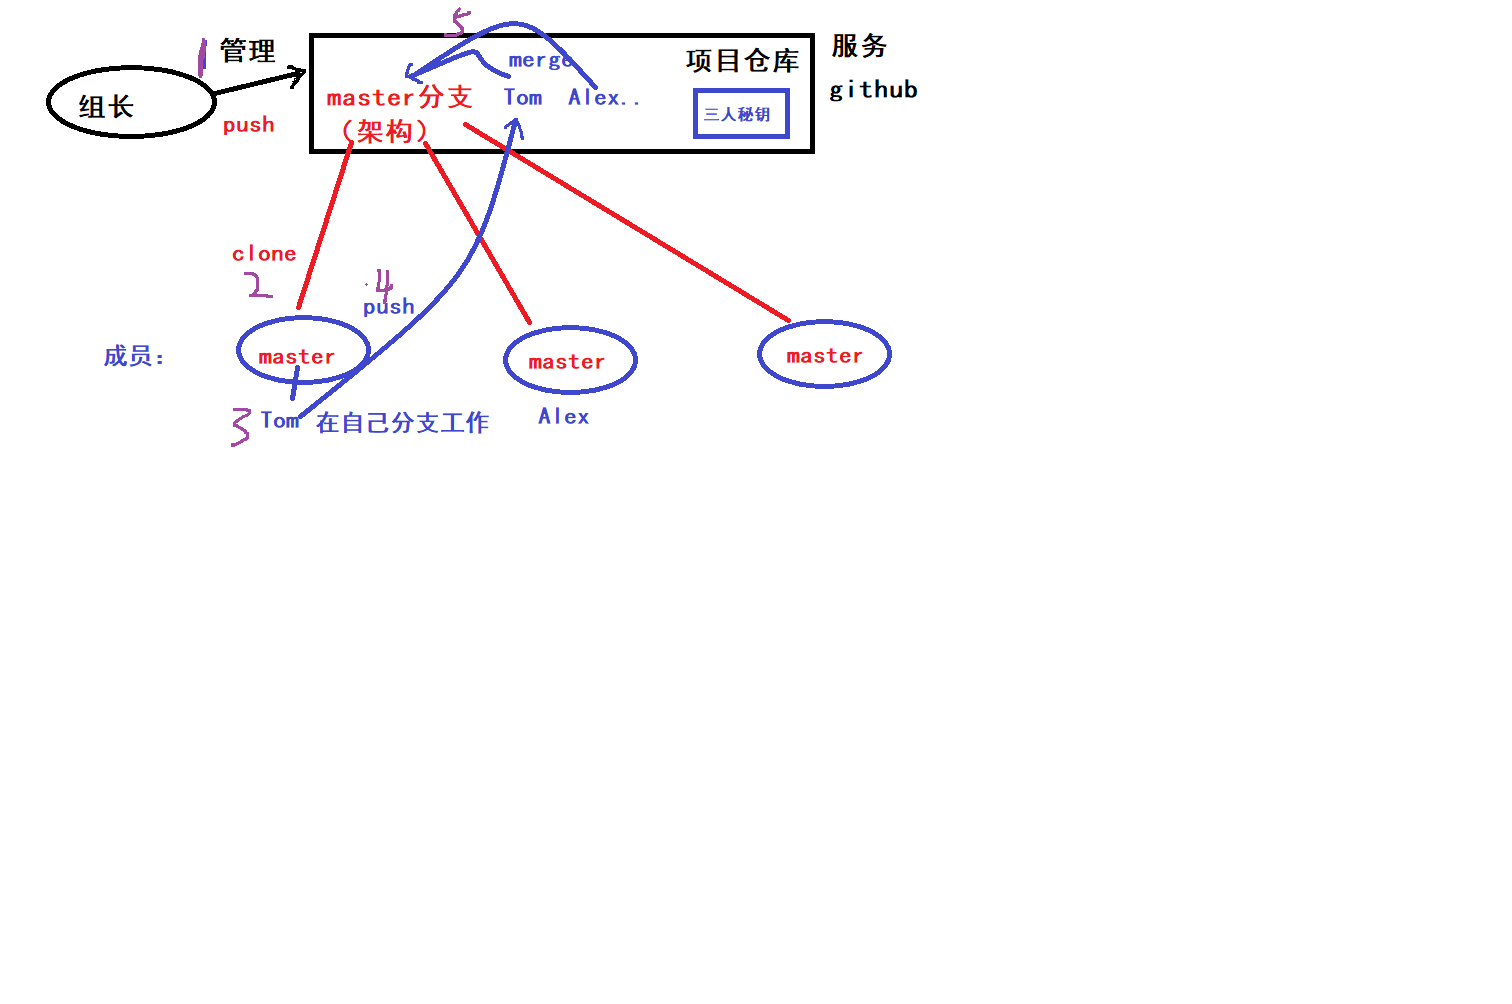 5
1 管理
服务
组长
merge
项目仓库
github
push
master分支
Tom Alex..
三人秘钥
(架构)
clone
2
4
push
成员:
master
master
master
3 Tom 在自己分支工作
Alex